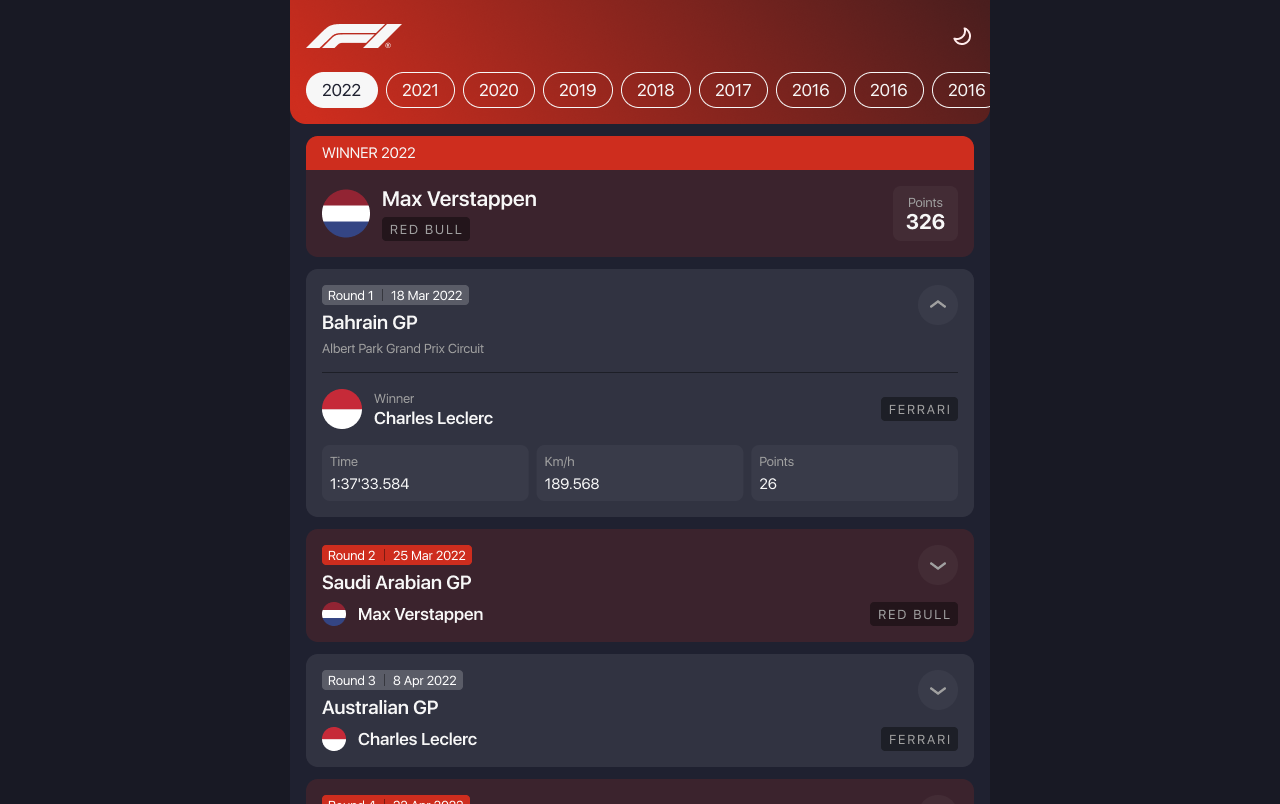 2022 2021 2020 2019 2018 2017 2016 2016 2016
WINNER 2022
Max Verstappen
RED BULL
Points
326
Round 1 | 18 Mar 2022
Bahrain GP
Albert Park Grand Prix Circuit
Winner
Charles Leclerc
FERRARI
Time
1:37'33.584
Km/h
189.568
Points
26
Round 2 | 25 Mar 2022
Saudi Arabian GP
Max Verstappen
RED BULL
Round 3 | 8 Apr 2022
Australian GP
Charles Leclerc
FERRARI